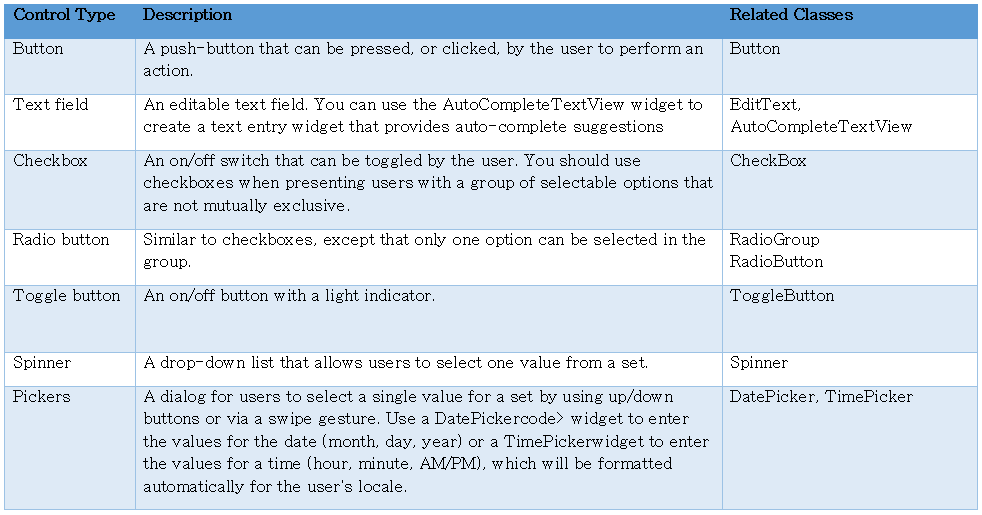 Control Type Description Related Classes
Button A push-button that can be pressed, or clicked, by the user to perform an Button
action.
Text field An editable text field. You can use the AutoCompleteTextView widget to EditText,
create a text entry widget that provides auto-complete suggestions AutoCompleteTextView
Checkbox An on/off switch that can be toggled by the user. You should use CheckBox
checkboxes when presenting users with a group of selectable options that
are not mutually exclusive.
Radio button Similar to checkboxes, except that only one option can be selected in the RadioGroup
group. RadioButton
Toggle button An on/off button with a light indicator. ToggleButton
Spinner A drop-down list that allows users to select one value from a set. Spinner
Pickers A dialog for users to select a single value for a set by using up/down DatePicker, TimePicker
buttons or via a swipe gesture. Use a DatePickercode> widget to enter
the values for the date (month, day, year) or a TimePickerwidget to enter
the values for a time (hour, minute, AM/PM), which will be formatted
automatically for the user's locale.